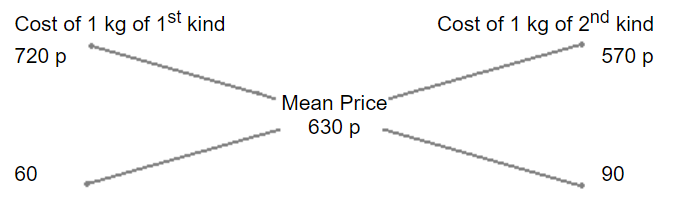 Cost of 1 kg of 1st kind
Cost of 1 kg of 2nd kind
720 p
570 p
Mean Price
630 p
60
90